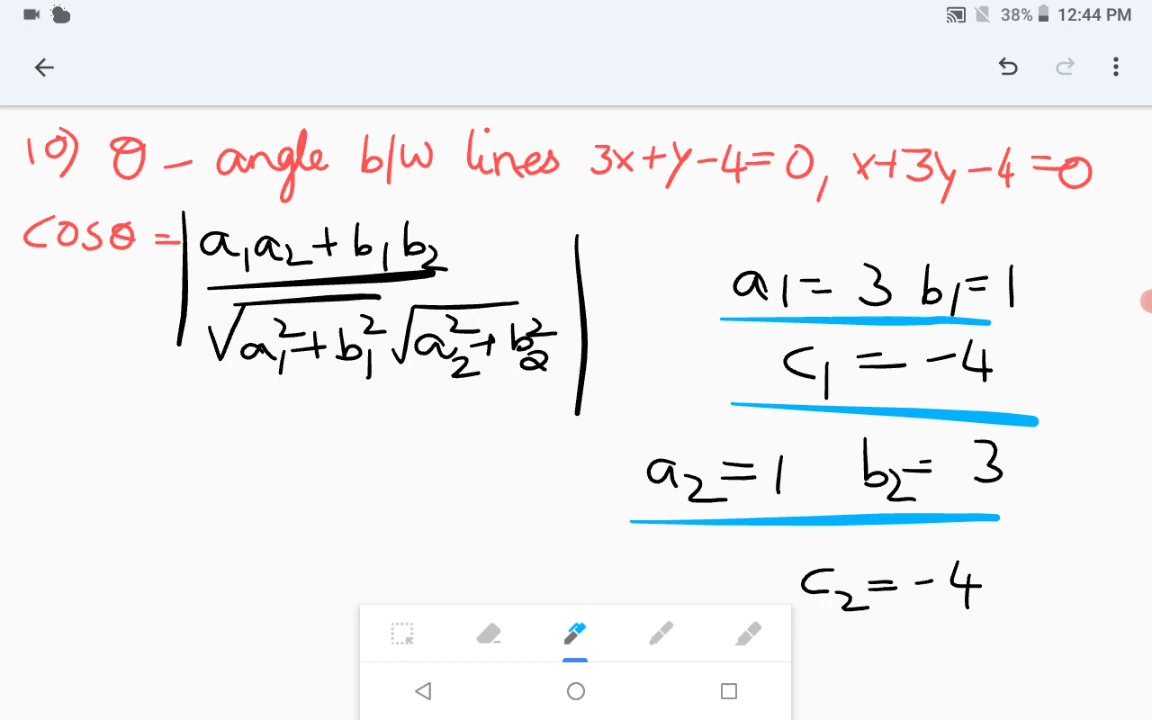 38% 12:44 PM
10) θ - angle b/w lines 3x+y-4=0, x+3y-4=0
cosθ = | a₁a₂ + b₁b₂ / √a₁²+b₁² √a₂²+b₂² |
a₁= 3 b₁= 1
c₁ = -4
a₂ = 1 b₂= 3
c₂ = -4